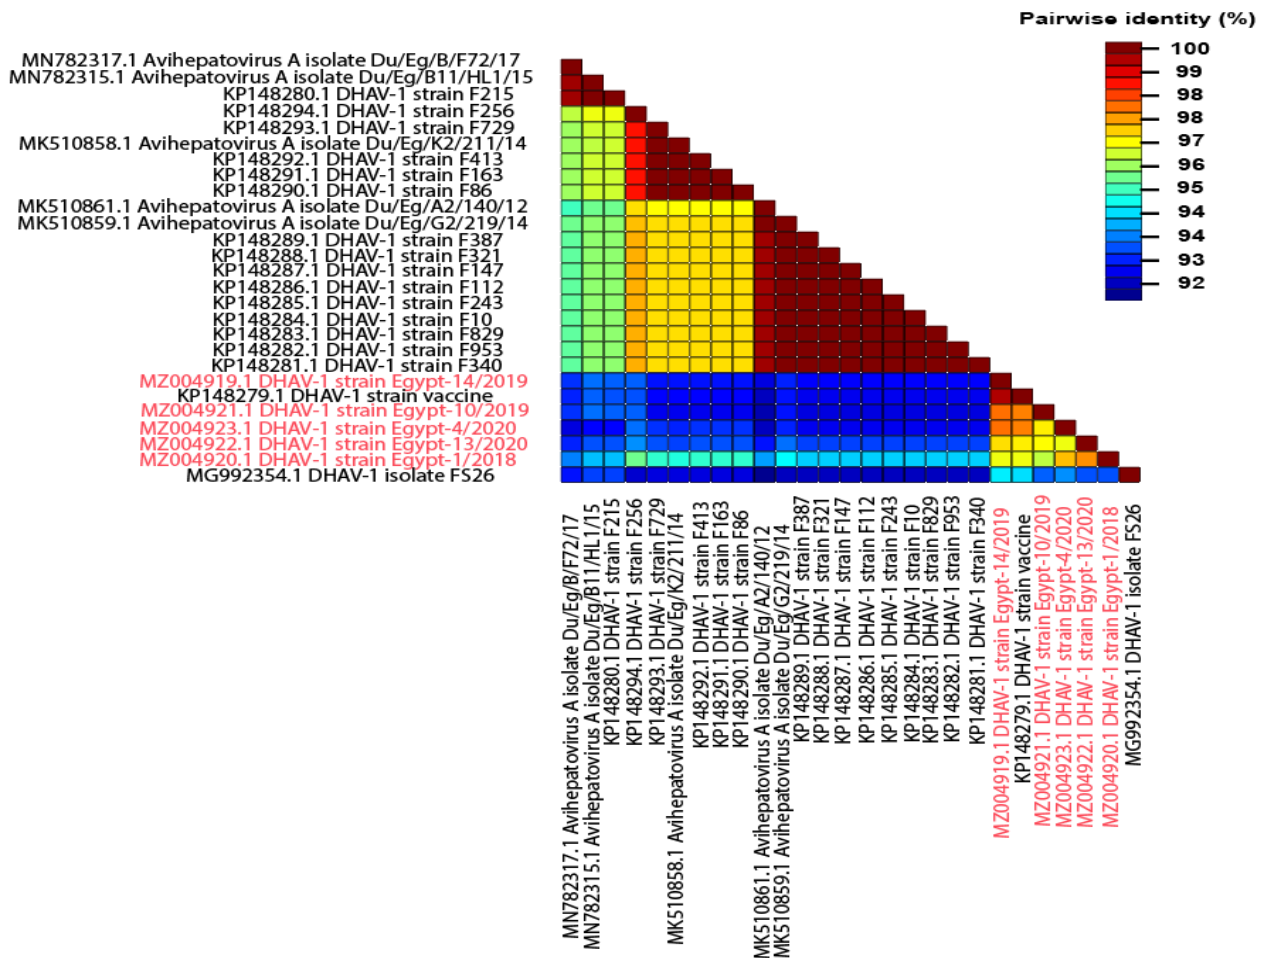 Pairwise identity (%)
100
99
98
98
97
96
95
94
94
93
92
MN782317.1 Avihepatovirus A isolate Du/Eg/B/F72/17
MN782315.1 Avihepatovirus A isolate Du/Eg/B11/HL1/15
KP148280.1 DHAV-1 strain F215
KP148294.1 DHAV-1 strain F256
KP148293.1 DHAV-1 strain F729
MK510858.1 Avihepatovirus A isolate Du/Eg/K2/211/14
KP148292.1 DHAV-1 strain F413
KP148291.1 DHAV-1 strain F163
KP148290.1 DHAV-1 strain F86
MK510861.1 Avihepatovirus A isolate Du/Eg/A2/140/12
MK510859.1 Avihepatovirus A isolate Du/Eg/G2/219/14
KP148289.1 DHAV-1 strain F387
KP148288.1 DHAV-1 strain F321
KP148287.1 DHAV-1 strain F147
KP148286.1 DHAV-1 strain F112
KP148285.1 DHAV-1 strain F243
KP148284.1 DHAV-1 strain F10
KP148283.1 DHAV-1 strain F829
KP148282.1 DHAV-1 strain F953
KP148281.1 DHAV-1 strain F340
MZ004919.1 DHAV-1 strain Egypt-14/2019
KP148279.1 DHAV-1 strain vaccine
MZ004921.1 DHAV-1 strain Egypt-10/2019
MZ004923.1 DHAV-1 strain Egypt-4/2020
MZ004922.1 DHAV-1 strain Egypt-13/2020
MZ004920.1 DHAV-1 strain Egypt-1/2018
MG992354.1 DHAV-1 isolate FS26
MN782317.1 Avihepatovirus A isolate Du/Eg/B/F72/17
MN782315.1 Avihepatovirus A isolate Du/Eg/B11/HL1/15
KP148280.1 DHAV-1 strain F215
KP148294.1 DHAV-1 strain F256
KP148293.1 DHAV-1 strain F729
MK510858.1 Avihepatovirus A isolate Du/Eg/K2/211/14
KP148292.1 DHAV-1 strain F413
KP148291.1 DHAV-1 strain F163
KP148290.1 DHAV-1 strain F86
MK510861.1 Avihepatovirus A isolate Du/Eg/A2/140/12
MK510859.1 Avihepatovirus A isolate Du/Eg/G2/219/14
KP148289.1 DHAV-1 strain F387
KP148288.1 DHAV-1 strain F321
KP148287.1 DHAV-1 strain F147
KP148286.1 DHAV-1 strain F112
KP148285.1 DHAV-1 strain F243
KP148284.1 DHAV-1 strain F10
KP148283.1 DHAV-1 strain F829
KP148282.1 DHAV-1 strain F953
KP148281.1 DHAV-1 strain F340
MZ004919.1 DHAV-1 strain Egypt-14/2019
KP148279.1 DHAV-1 strain vaccine
MZ004921.1 DHAV-1 strain Egypt-10/2019
MZ004923.1 DHAV-1 strain Egypt-4/2020
MZ004922.1 DHAV-1 strain Egypt-13/2020
MZ004920.1 DHAV-1 strain Egypt-1/2018
MG992354.1 DHAV-1 isolate FS26